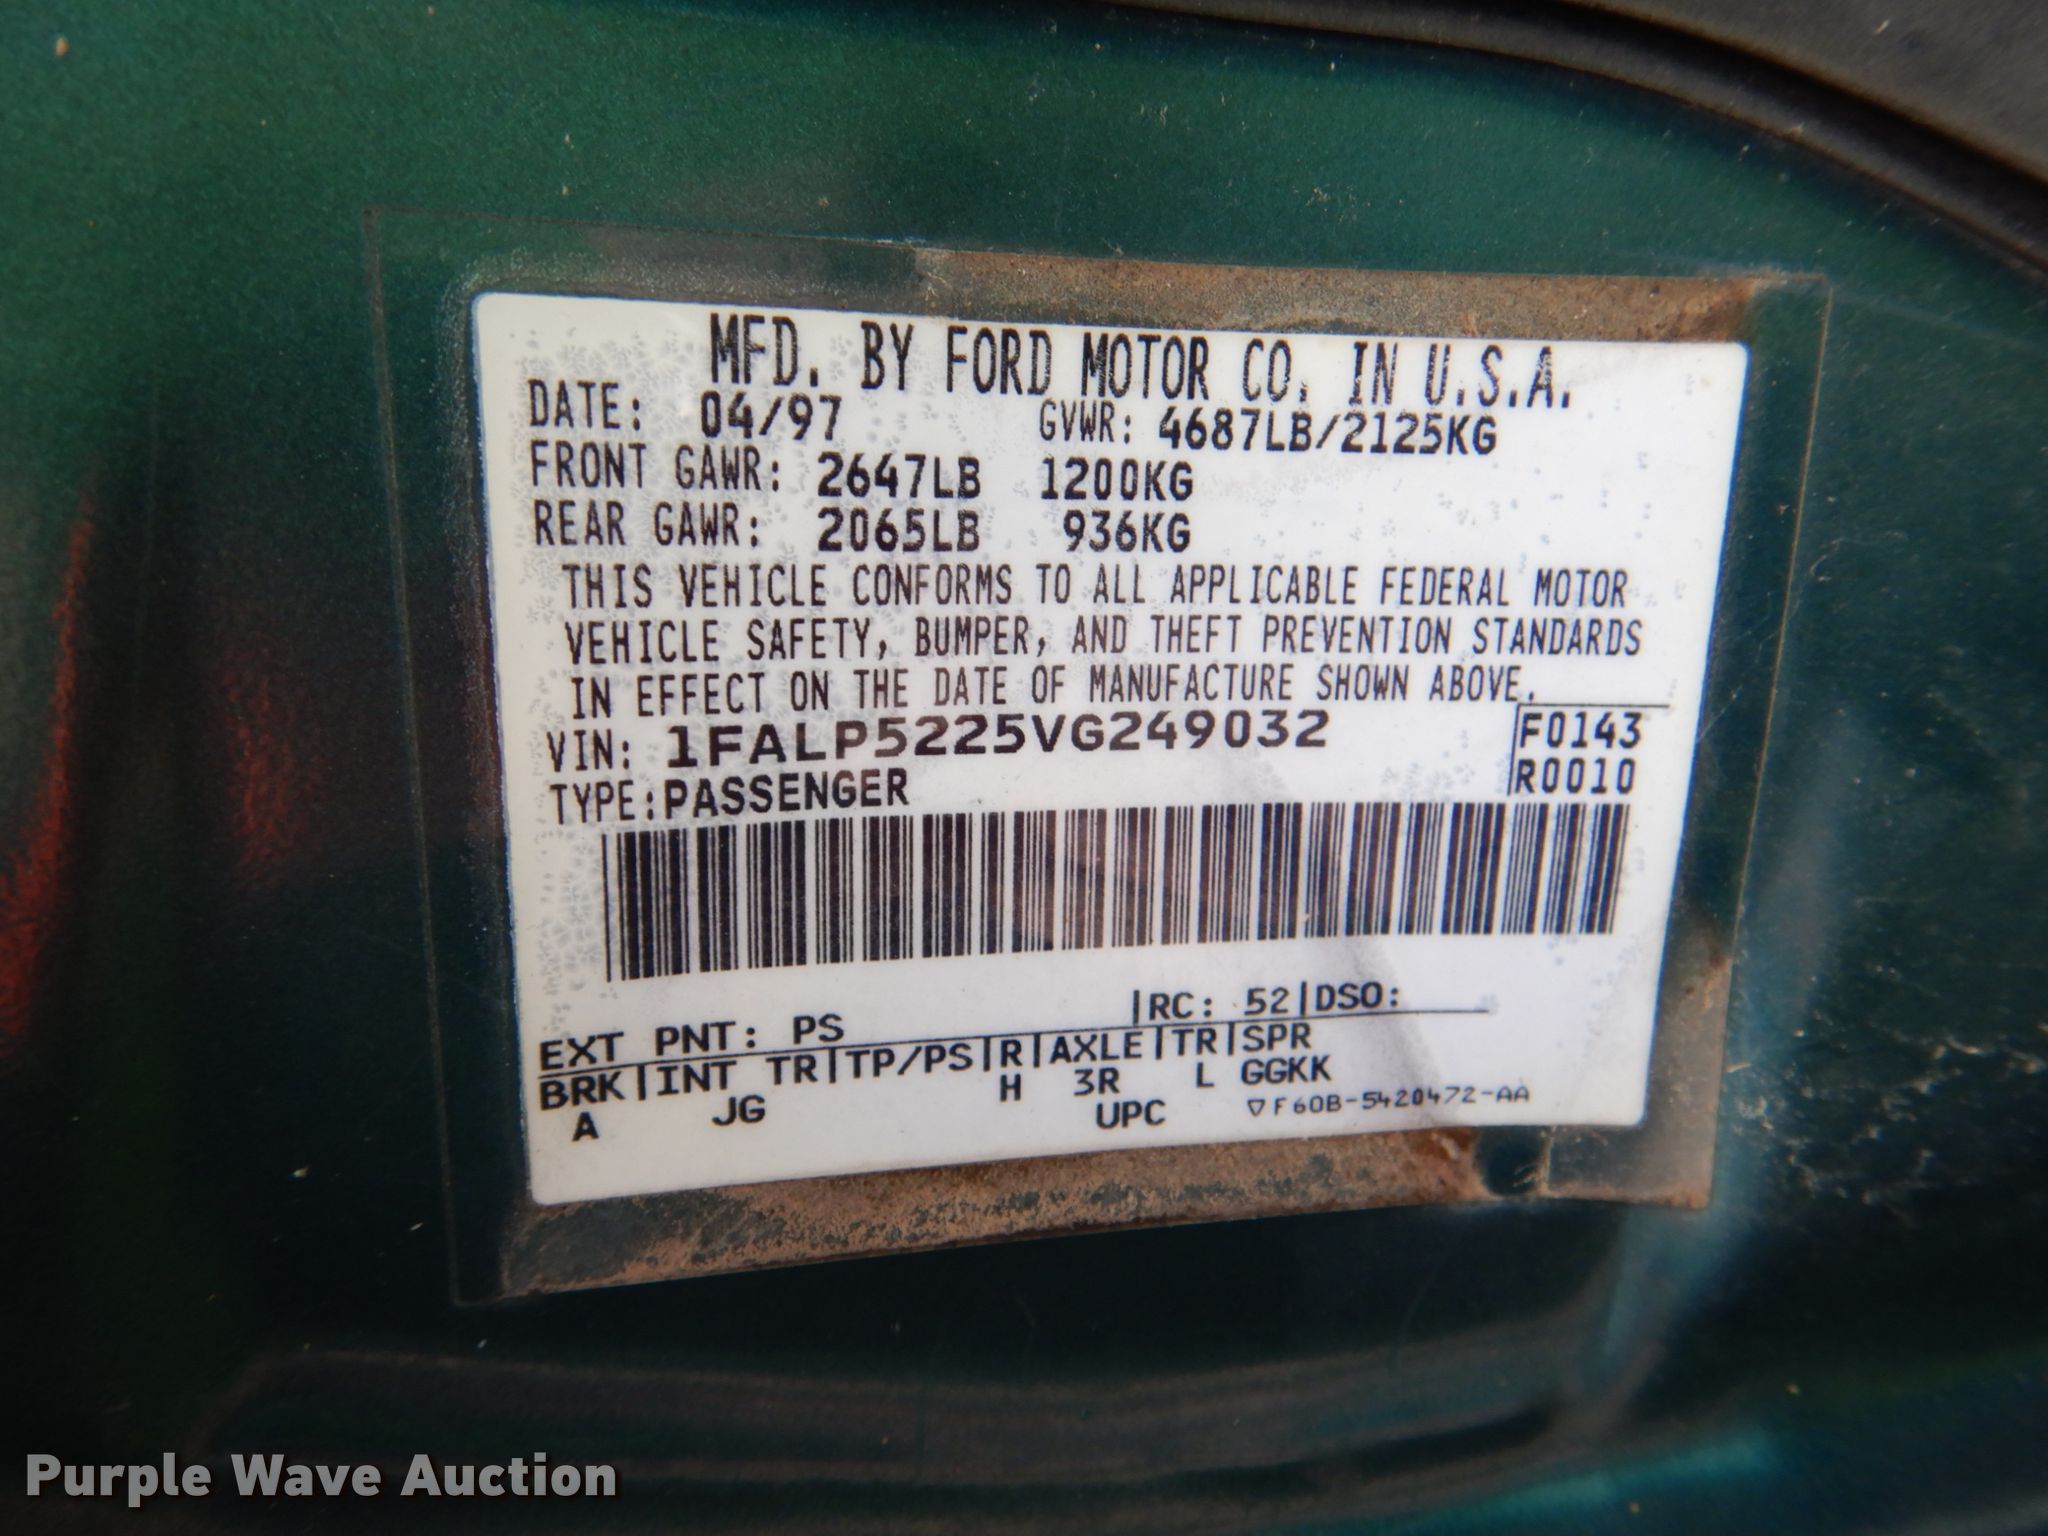 MFD. BY FORD MOTOR CO. IN U.S.A.
DATE: 04/97 GVWR: 4687LB/2125KG
FRONT GAWR: 2647LB 1200KG
REAR GAWR: 2065LB 936KG
THIS VEHICLE CONFORMS TO ALL APPLICABLE FEDERAL MOTOR
VEHICLE SAFETY, BUMPER, AND THEFT PREVENTION STANDARDS
IN EFFECT ON THE DATE OF MANUFACTURE SHOWN ABOVE.
VIN: 1FALP5225VG249032 F0143
TYPE: PASSENGER R0010
EXT PNT: PS |RC: 52|DSO:
BRK|INT TR|TP/PS|R|AXLE|TR|SPR
A JG H 3R L GGKK
UPC ▽F60B-5420472-AA
Purple Wave Auction